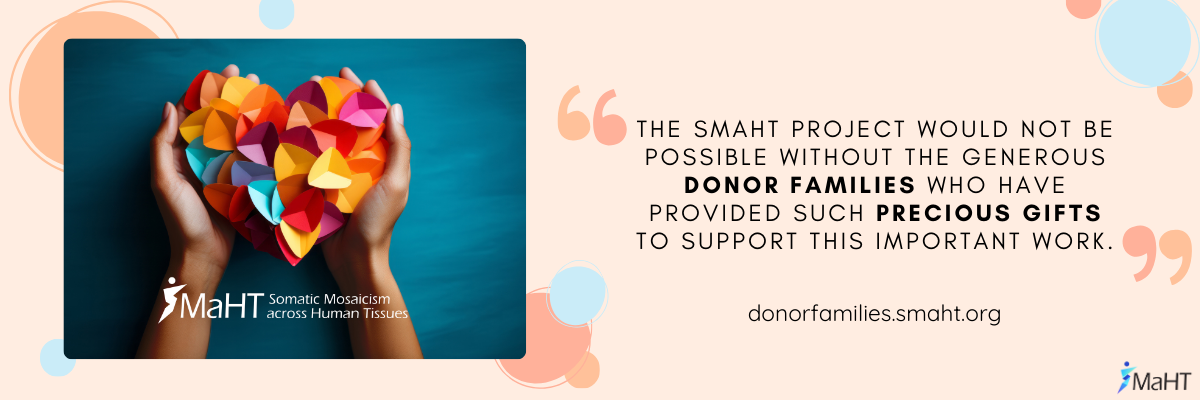 SMaHT Somatic Mosaicism
across Human Tissues
THE SMAHT PROJECT WOULD NOT BE
POSSIBLE WITHOUT THE GENEROUS
DONOR FAMILIES WHO HAVE
PROVIDED SUCH PRECIOUS GIFTS
TO SUPPORT THIS IMPORTANT WORK.
donorfamilies.smaht.org
SMaHT